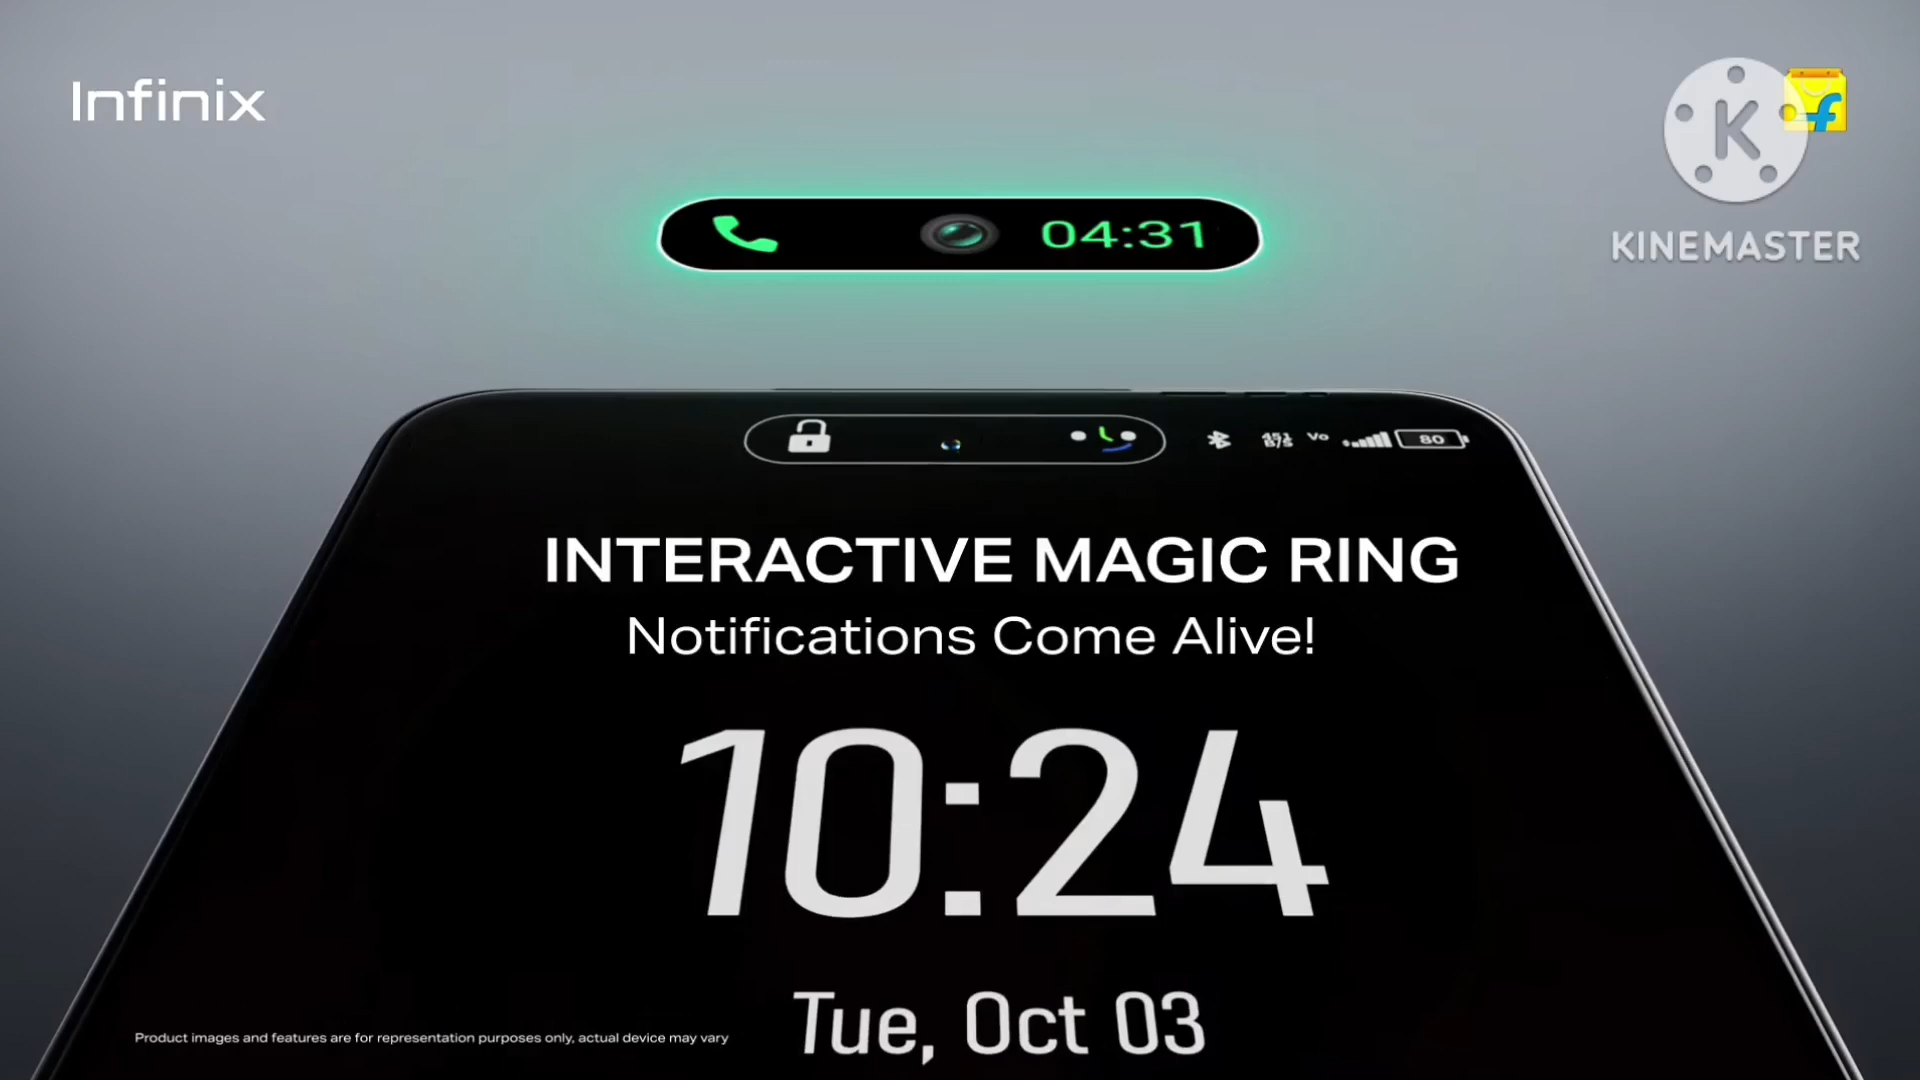 Infinix
K
f
KINEMASTER
04:31
Vo
80
INTERACTIVE MAGIC RING
Notifications Come Alive!
10:24
Tue, Oct 03
Product images and features are for representation purposes only, actual device may vary